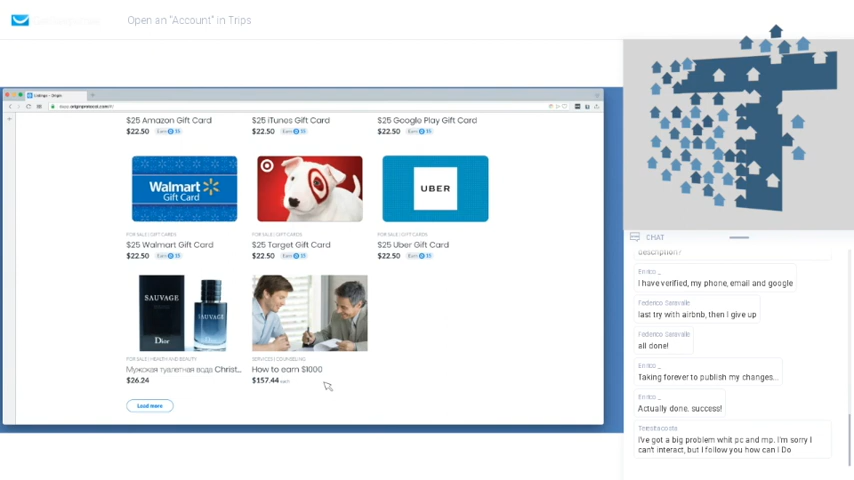 Open an "Account" in Trips
$25 Amazon Gift Card
$25 iTunes Gift Card
$25 Google Play Gift Card
$22.50
$22.50
$22.50
Walmart
Gift Card
UBER
FOR SALE | GIFT CARDS
FOR SALE | GIFT CARDS
FOR SALE | GIFT CARDS
$25 Walmart Gift Card
$25 Target Gift Card
$25 Uber Gift Card
$22.50
$22.50
$22.50
SAUVAGE
Dior
SAUVAGE
FOR SALE | HEALTH AND BEAUTY
SERVICES | COUNSELING
Мужская туалетная вода Christ...
How to earn $1000
$26.24
$157.44 each
Load more
CHAT
description?
Enrico _
I have verified, my phone, email and google
Federico Saravalle
last try with airbnb, then I give up
Federico Saravalle
all done!
Enrico _
Taking forever to publish my changes...
Enrico _
Actually done, success!
I've got a big problem whit pc and mp. I'm sorry I
can't interact, but I follow you how can I Do